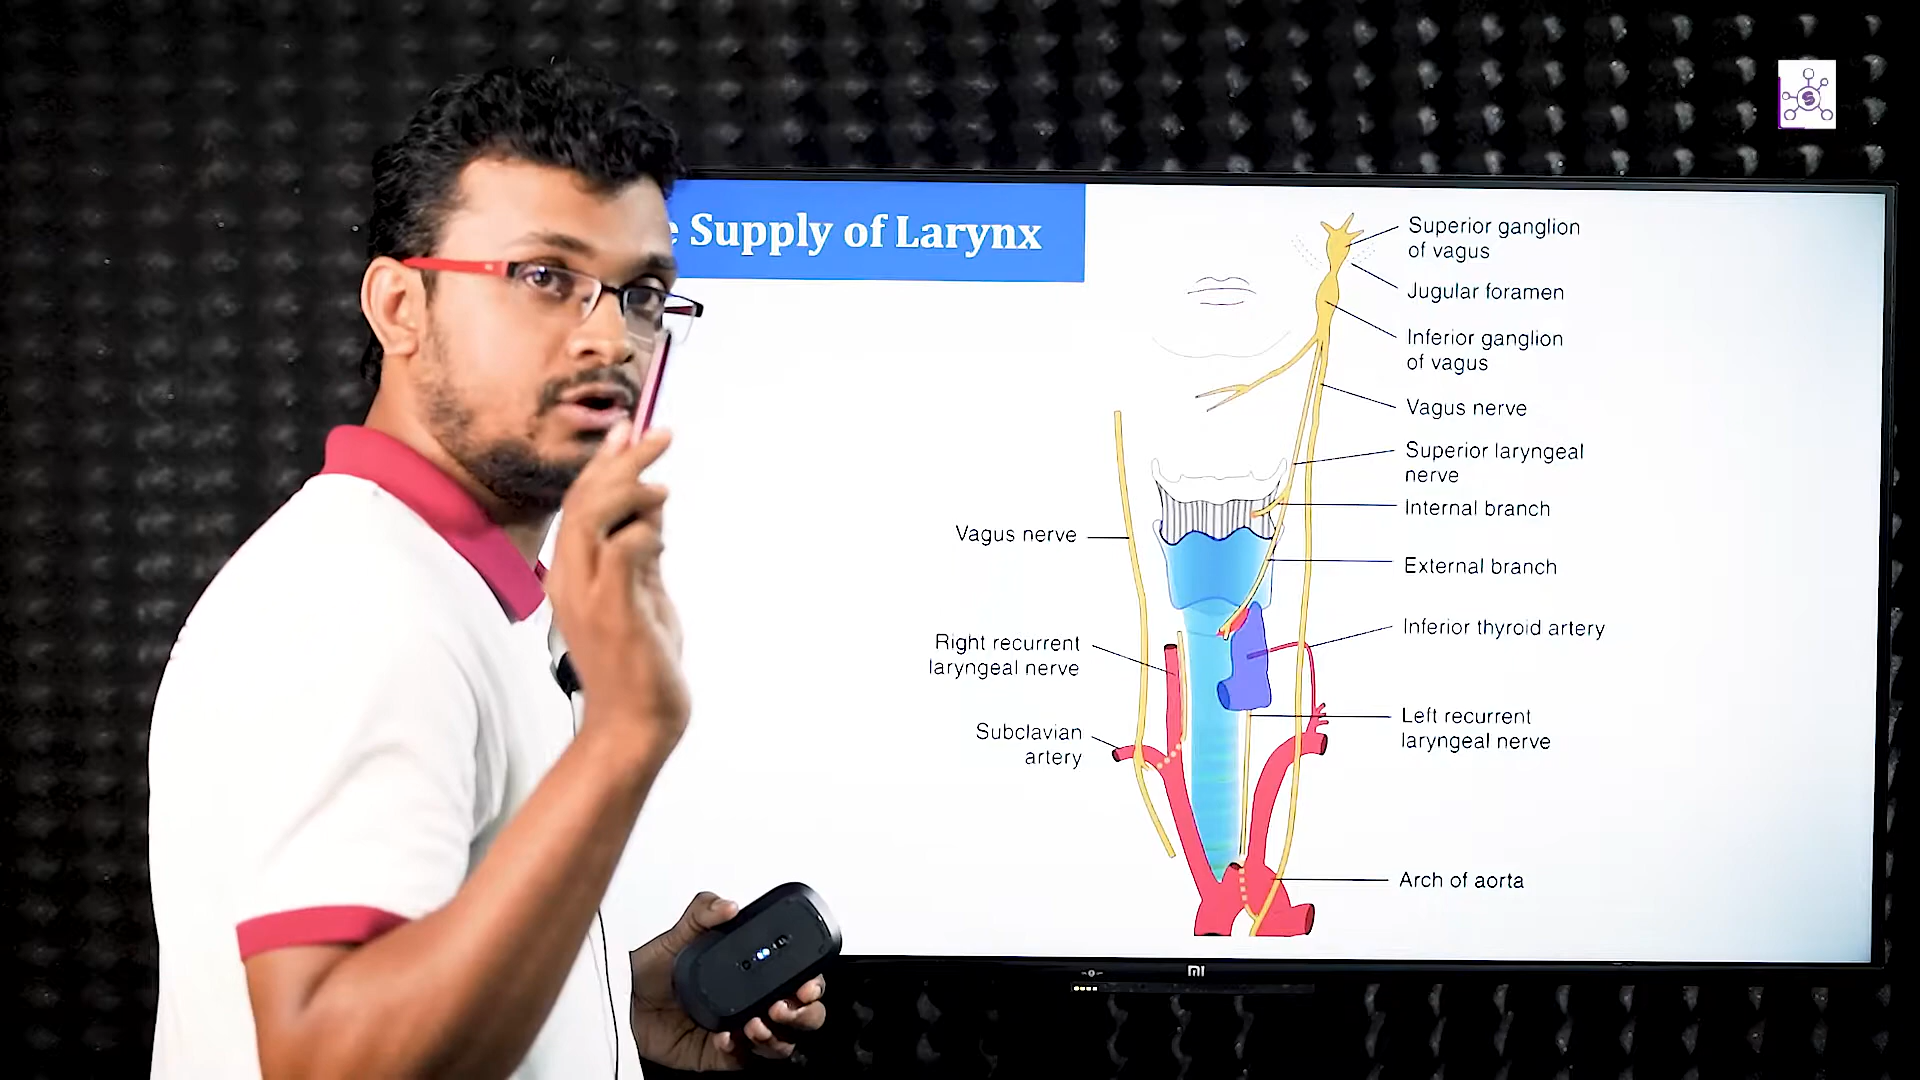 Supply of Larynx
Superior ganglion
of vagus
Jugular foramen
Inferior ganglion
of vagus
Vagus nerve
Superior laryngeal
nerve
Internal branch
Vagus nerve
External branch
Inferior thyroid artery
Right recurrent
laryngeal nerve
Left recurrent
laryngeal nerve
Subclavian
artery
Arch of aorta
mi
S